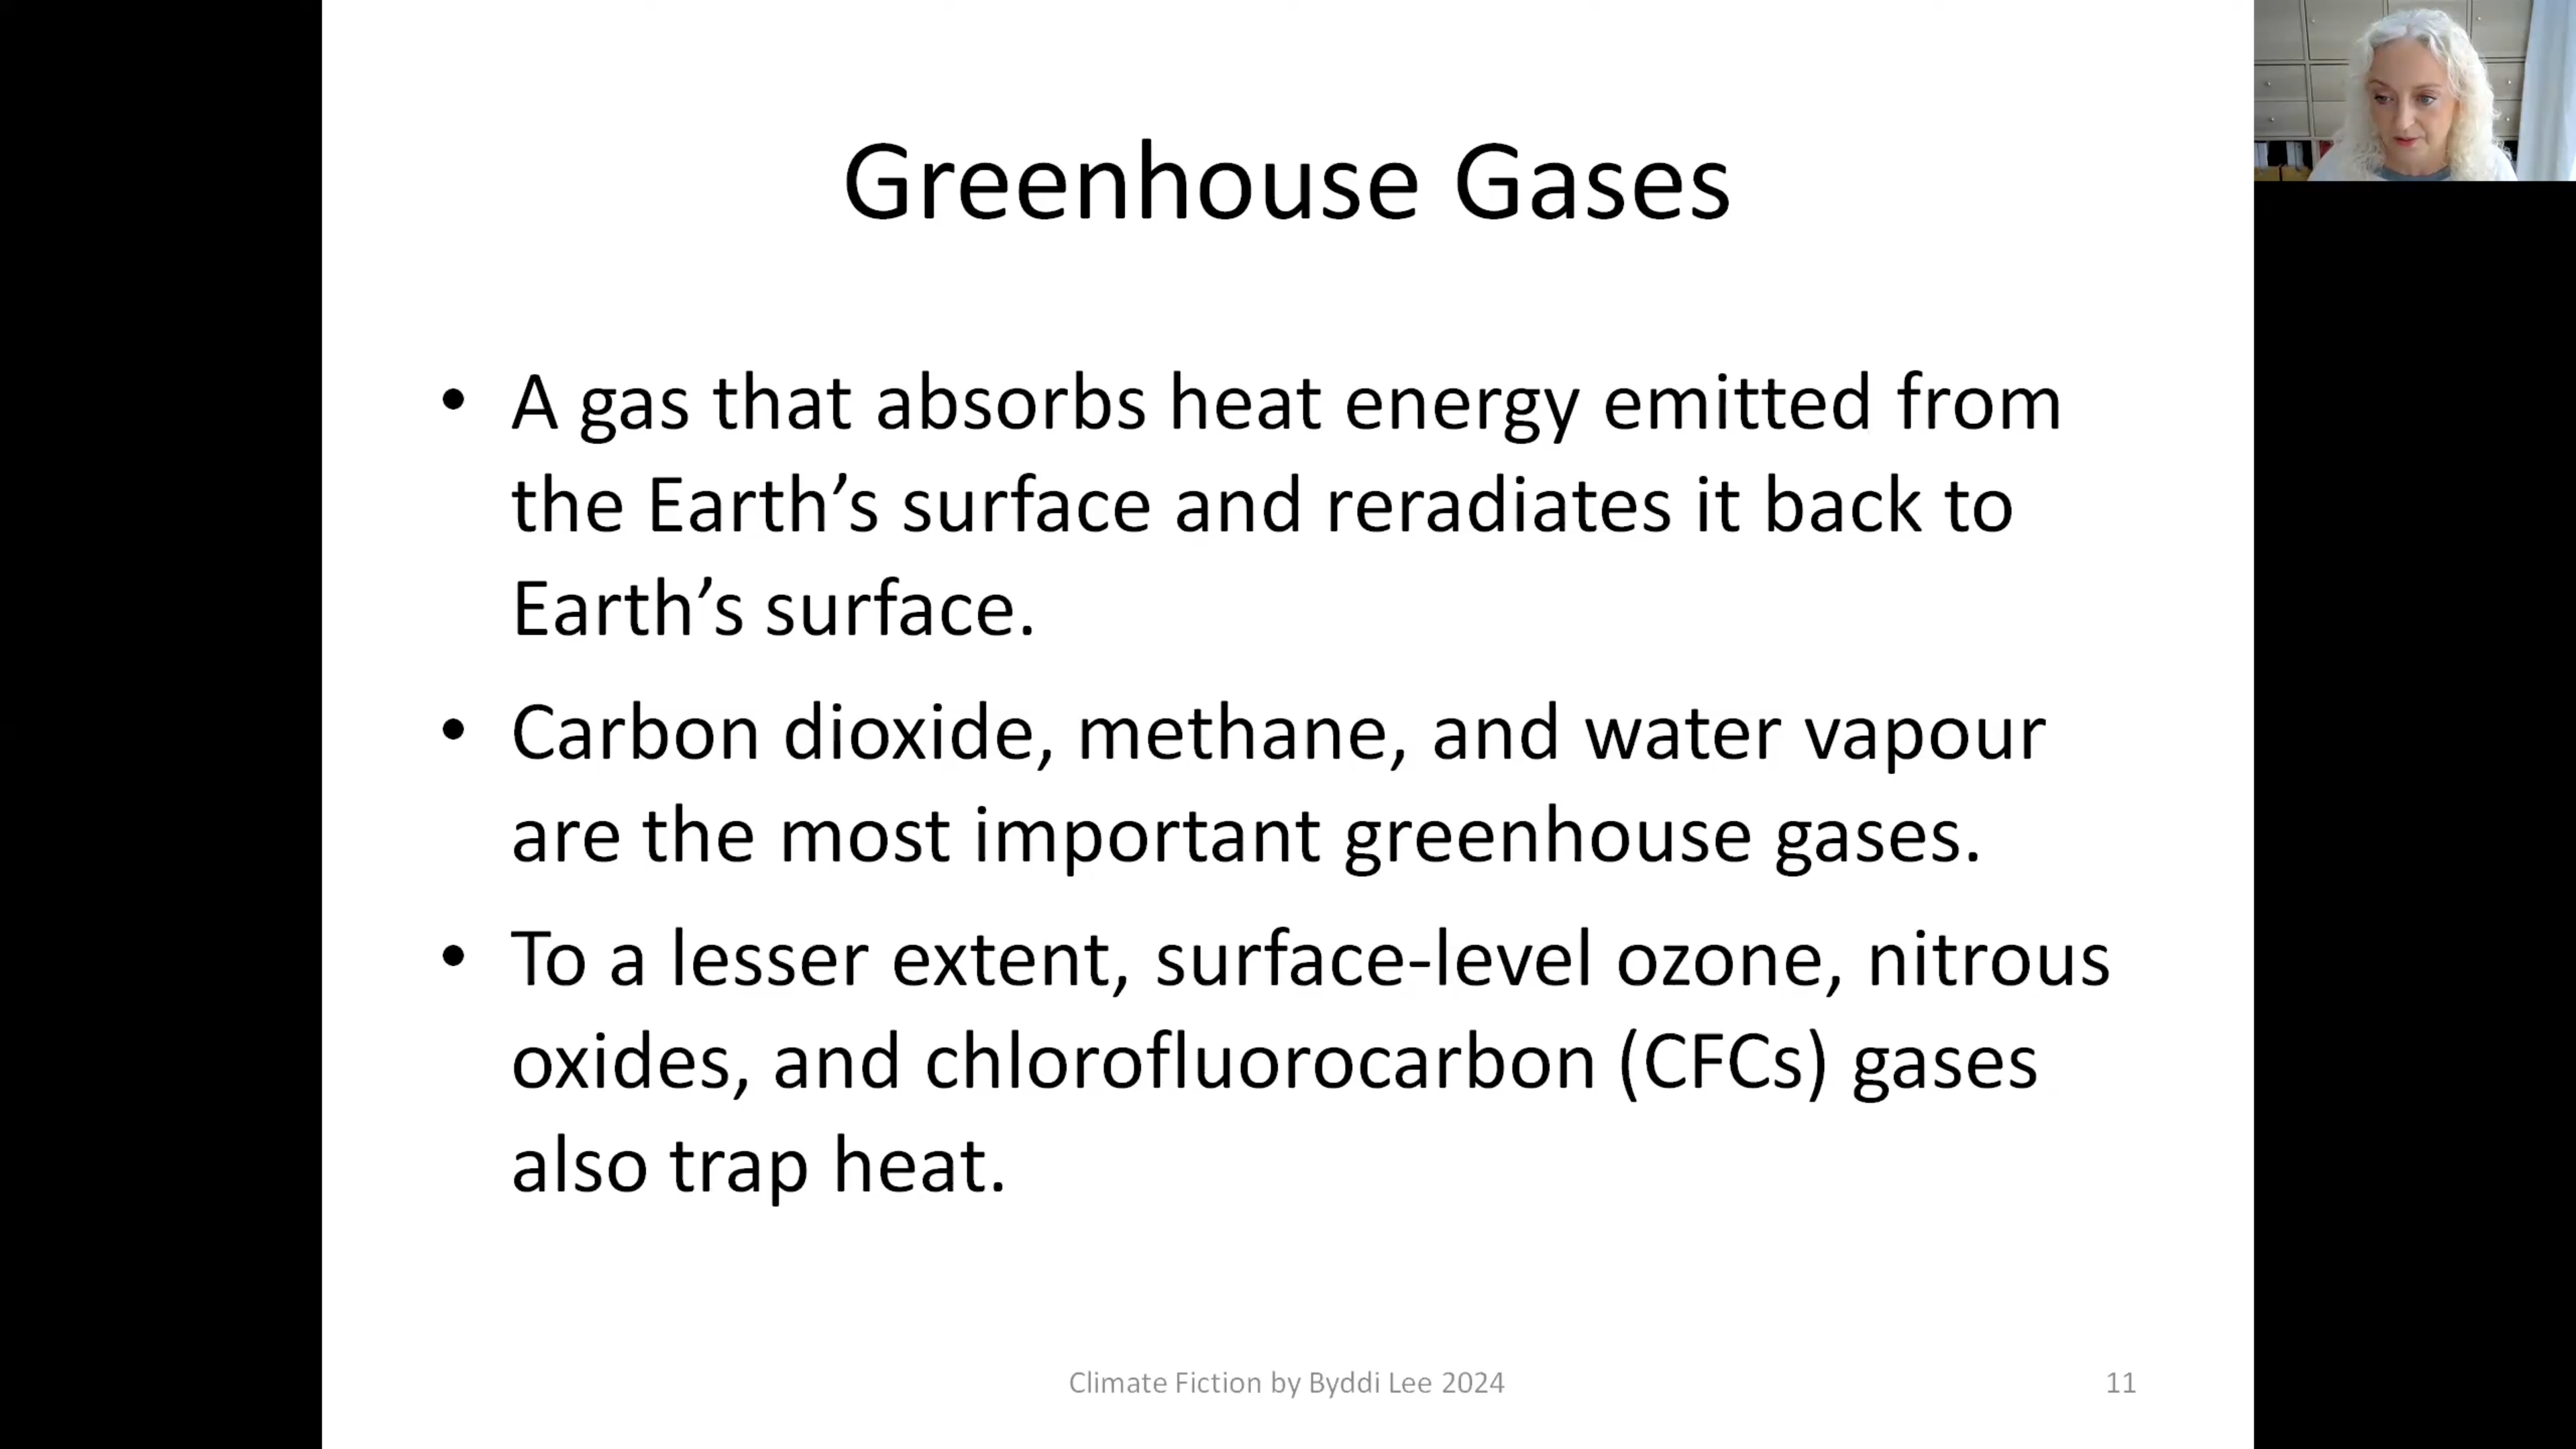 Greenhouse Gases
• A gas that absorbs heat energy emitted from
the Earth’s surface and reradiates it back to
Earth’s surface.
• Carbon dioxide, methane, and water vapour
are the most important greenhouse gases.
• To a lesser extent, surface-level ozone, nitrous
oxides, and chlorofluorocarbon (CFCs) gases
also trap heat.
Climate Fiction by Byddi Lee 2024
11